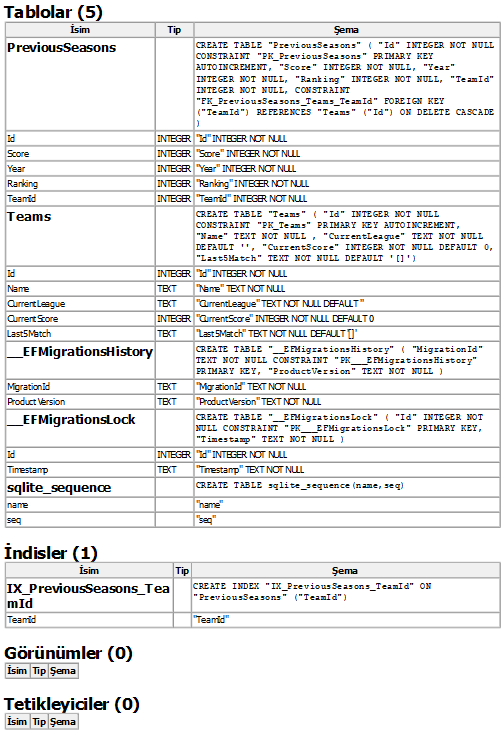 Tablolar (5)
İsim Tip Şema
PreviousSeasons CREATE TABLE "PreviousSeasons" ( "Id" INTEGER NOT NULL
CONSTRAINT "PK_PreviousSeasons" PRIMARY KEY
AUTOINCREMENT, "Score" INTEGER NOT NULL, "Year"
INTEGER NOT NULL, "Ranking" INTEGER NOT NULL, "TeamId"
INTEGER NOT NULL, CONSTRAINT
"FK_PreviousSeasons_Teams_TeamId" FOREIGN KEY
("TeamId") REFERENCES "Teams" ("Id") ON DELETE CASCADE
)
Id INTEGER "Id" INTEGER NOT NULL
Score INTEGER "Score" INTEGER NOT NULL
Year INTEGER "Year" INTEGER NOT NULL
Ranking INTEGER "Ranking" INTEGER NOT NULL
TeamId INTEGER "TeamId" INTEGER NOT NULL
Teams CREATE TABLE "Teams" ( "Id" INTEGER NOT NULL
CONSTRAINT "PK_Teams" PRIMARY KEY AUTOINCREMENT,
"Name" TEXT NOT NULL , "CurrentLeague" TEXT NOT NULL
DEFAULT '', "CurrentScore" INTEGER NOT NULL DEFAULT 0,
"Last5Match" TEXT NOT NULL DEFAULT '[]')
Id INTEGER "Id" INTEGER NOT NULL
Name TEXT "Name" TEXT NOT NULL
CurrentLeague TEXT "CurrentLeague" TEXT NOT NULL DEFAULT ''
CurrentScore INTEGER "CurrentScore" INTEGER NOT NULL DEFAULT 0
Last5Match TEXT "Last5Match" TEXT NOT NULL DEFAULT '[]'
__EFMigrationsHistory CREATE TABLE "__EFMigrationsHistory" ( "MigrationId"
TEXT NOT NULL CONSTRAINT "PK___EFMigrationsHistory"
PRIMARY KEY, "ProductVersion" TEXT NOT NULL )
MigrationId TEXT "MigrationId" TEXT NOT NULL
ProductVersion TEXT "ProductVersion" TEXT NOT NULL
__EFMigrationsLock CREATE TABLE "__EFMigrationsLock" ( "Id" INTEGER NOT
NULL CONSTRAINT "PK___EFMigrationsLock" PRIMARY KEY,
"Timestamp" TEXT NOT NULL )
Id INTEGER "Id" INTEGER NOT NULL
Timestamp TEXT "Timestamp" TEXT NOT NULL
sqlite_sequence CREATE TABLE sqlite_sequence(name,seq)
name "name"
seq "seq"
İndisler (1)
İsim Tip Şema
IX_PreviousSeasons_Tea CREATE INDEX "IX_PreviousSeasons_TeamId" ON
mId "PreviousSeasons" ("TeamId")
TeamId "TeamId"
Görünümler (0)
İsim Tip Şema
Tetikleyiciler (0)
İsim Tip Şema